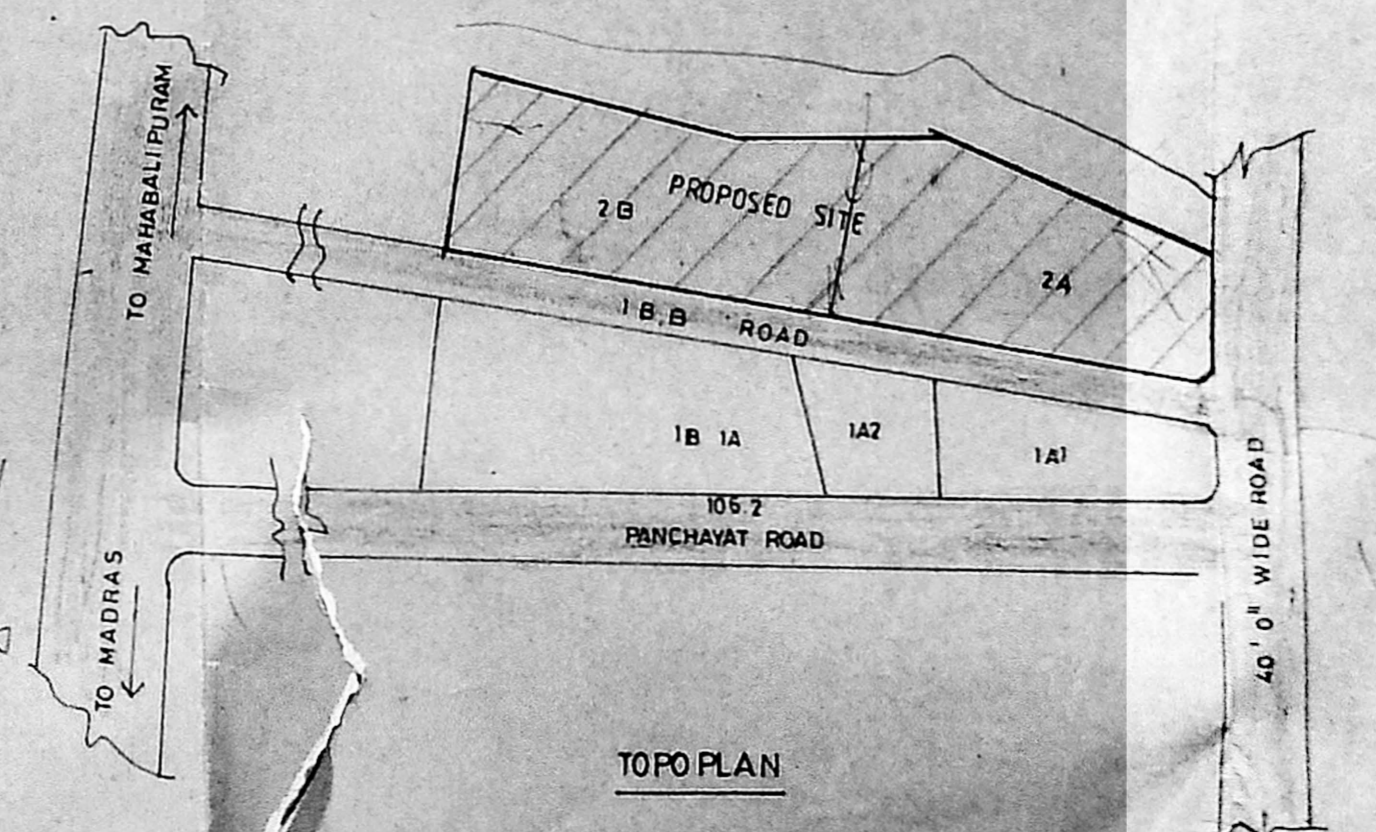 TO MAHABALIPURAM
PROPOSED SITE
2B
2A
1B,B ROAD
1B 1A
1A2
1A1
106.2
PANCHAYAT ROAD
TO MADRAS
40'0" WIDE ROAD
TOPO PLAN